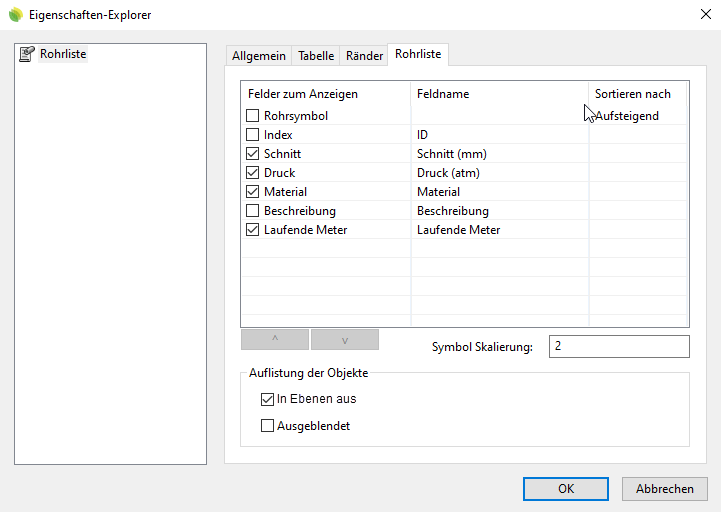 Eigenschaften-Explorer
Rohrliste
Allgemein Tabelle Ränder Rohrliste
Felder zum Anzeigen Feldname Sortieren nach
Rohrsymbol Aufsteigend
Index ID
Schnitt Schnitt (mm)
Druck Druck (atm)
Material Material
Beschreibung Beschreibung
Laufende Meter Laufende Meter
^ v
Symbol Skalierung: 2
Auflistung der Objekte
In Ebenen aus
Ausgeblendet
OK Abbrechen